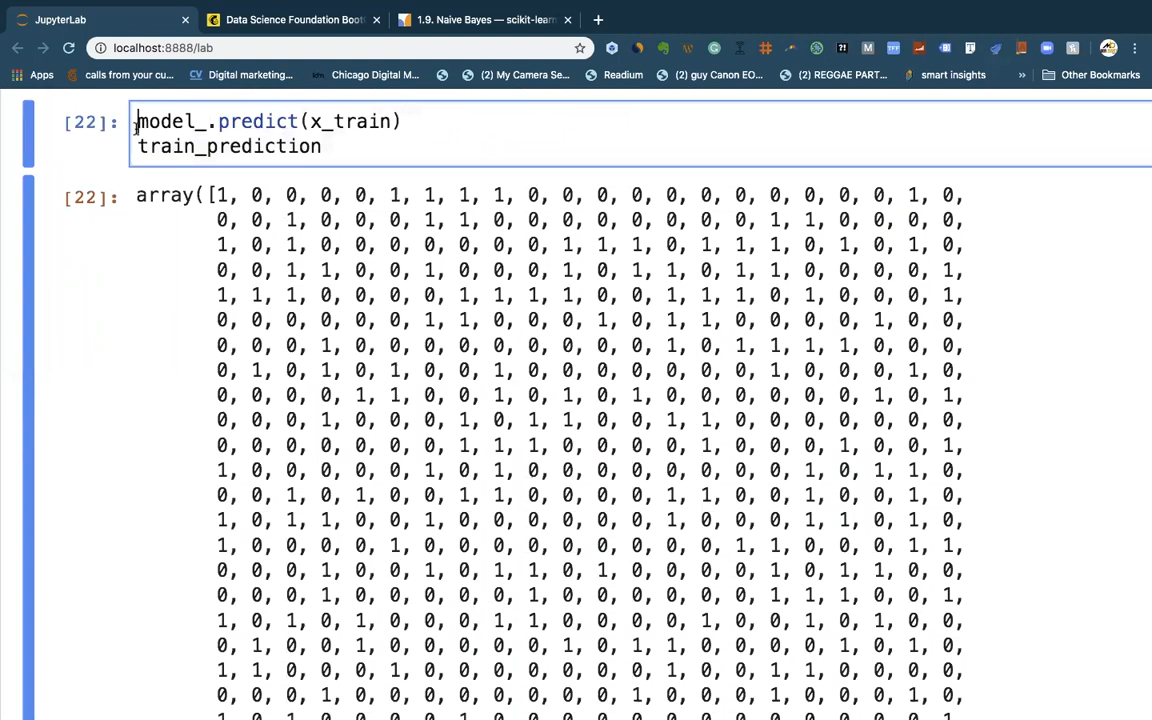 JupyterLab
Data Science Foundation Boot
1.9. Naive Bayes — scikit-learn
localhost:8888/lab
Apps
calls from your cu...
CV Digital marketing...
Chicago Digital M...
(2) My Camera Se...
Readium
(2) guy Canon EO...
(2) REGGAE PART...
smart insights
»
Other Bookmarks
[22]: model_.predict(x_train)
train_prediction
[22]: array([1, 0, 0, 0, 0, 1, 1, 1, 1, 0, 0, 0, 0, 0, 0, 0, 0, 0, 0, 0, 1, 0,
0, 0, 1, 0, 0, 0, 1, 1, 0, 0, 0, 0, 0, 0, 0, 0, 1, 1, 0, 0, 0, 0,
1, 0, 1, 0, 0, 0, 0, 0, 0, 0, 1, 1, 1, 0, 1, 1, 1, 0, 1, 0, 1, 0,
0, 0, 1, 1, 0, 0, 1, 0, 0, 0, 1, 0, 1, 1, 0, 1, 1, 0, 0, 0, 0, 1,
1, 1, 1, 0, 0, 0, 0, 1, 1, 1, 1, 0, 0, 1, 1, 1, 0, 1, 0, 0, 0, 1,
0, 0, 0, 0, 0, 0, 1, 1, 0, 0, 0, 1, 0, 1, 1, 0, 0, 0, 0, 1, 0, 0,
0, 0, 0, 1, 0, 0, 0, 0, 0, 0, 0, 0, 0, 1, 0, 1, 1, 1, 1, 0, 0, 0,
0, 1, 0, 1, 0, 1, 0, 0, 1, 0, 0, 0, 0, 0, 0, 0, 1, 0, 0, 0, 1, 0,
0, 0, 0, 0, 1, 1, 0, 0, 1, 0, 1, 0, 1, 0, 0, 0, 0, 0, 0, 1, 0, 1,
0, 0, 0, 1, 0, 0, 0, 1, 0, 1, 1, 0, 0, 1, 1, 0, 0, 0, 0, 0, 0, 0,
0, 0, 0, 0, 0, 0, 0, 1, 1, 1, 0, 0, 0, 0, 1, 0, 0, 0, 1, 0, 0, 1,
1, 0, 0, 0, 0, 0, 1, 0, 1, 0, 0, 0, 0, 0, 0, 0, 0, 1, 0, 1, 1, 0,
0, 0, 1, 0, 1, 0, 0, 1, 1, 0, 0, 0, 0, 1, 1, 0, 0, 1, 0, 0, 1, 0,
1, 0, 1, 1, 0, 0, 1, 0, 0, 0, 0, 0, 0, 1, 0, 0, 0, 1, 1, 0, 1, 0,
1, 0, 0, 0, 0, 1, 0, 0, 0, 0, 0, 0, 0, 0, 0, 1, 1, 0, 0, 0, 1, 1,
0, 0, 0, 1, 0, 0, 1, 0, 1, 1, 0, 1, 0, 0, 0, 0, 1, 0, 1, 1, 0, 0,
0, 0, 0, 1, 0, 0, 0, 0, 0, 1, 0, 0, 0, 0, 0, 0, 1, 1, 1, 0, 0, 1,
1, 0, 1, 0, 1, 0, 0, 0, 1, 1, 0, 0, 0, 0, 1, 0, 0, 1, 0, 1, 0, 0,
0, 1, 0, 0, 1, 0, 0, 0, 0, 0, 1, 0, 1, 1, 0, 0, 0, 0, 1, 0, 1, 0,
1, 1, 0, 0, 0, 1, 0, 0, 0, 0, 0, 0, 0, 1, 0, 0, 1, 1, 0, 0, 0, 0,
0, 0, 0, 1, 0, 0, 0, 0, 0, 0, 0, 0, 1, 0, 0, 0, 1, 0, 0, 0, 1, 0,